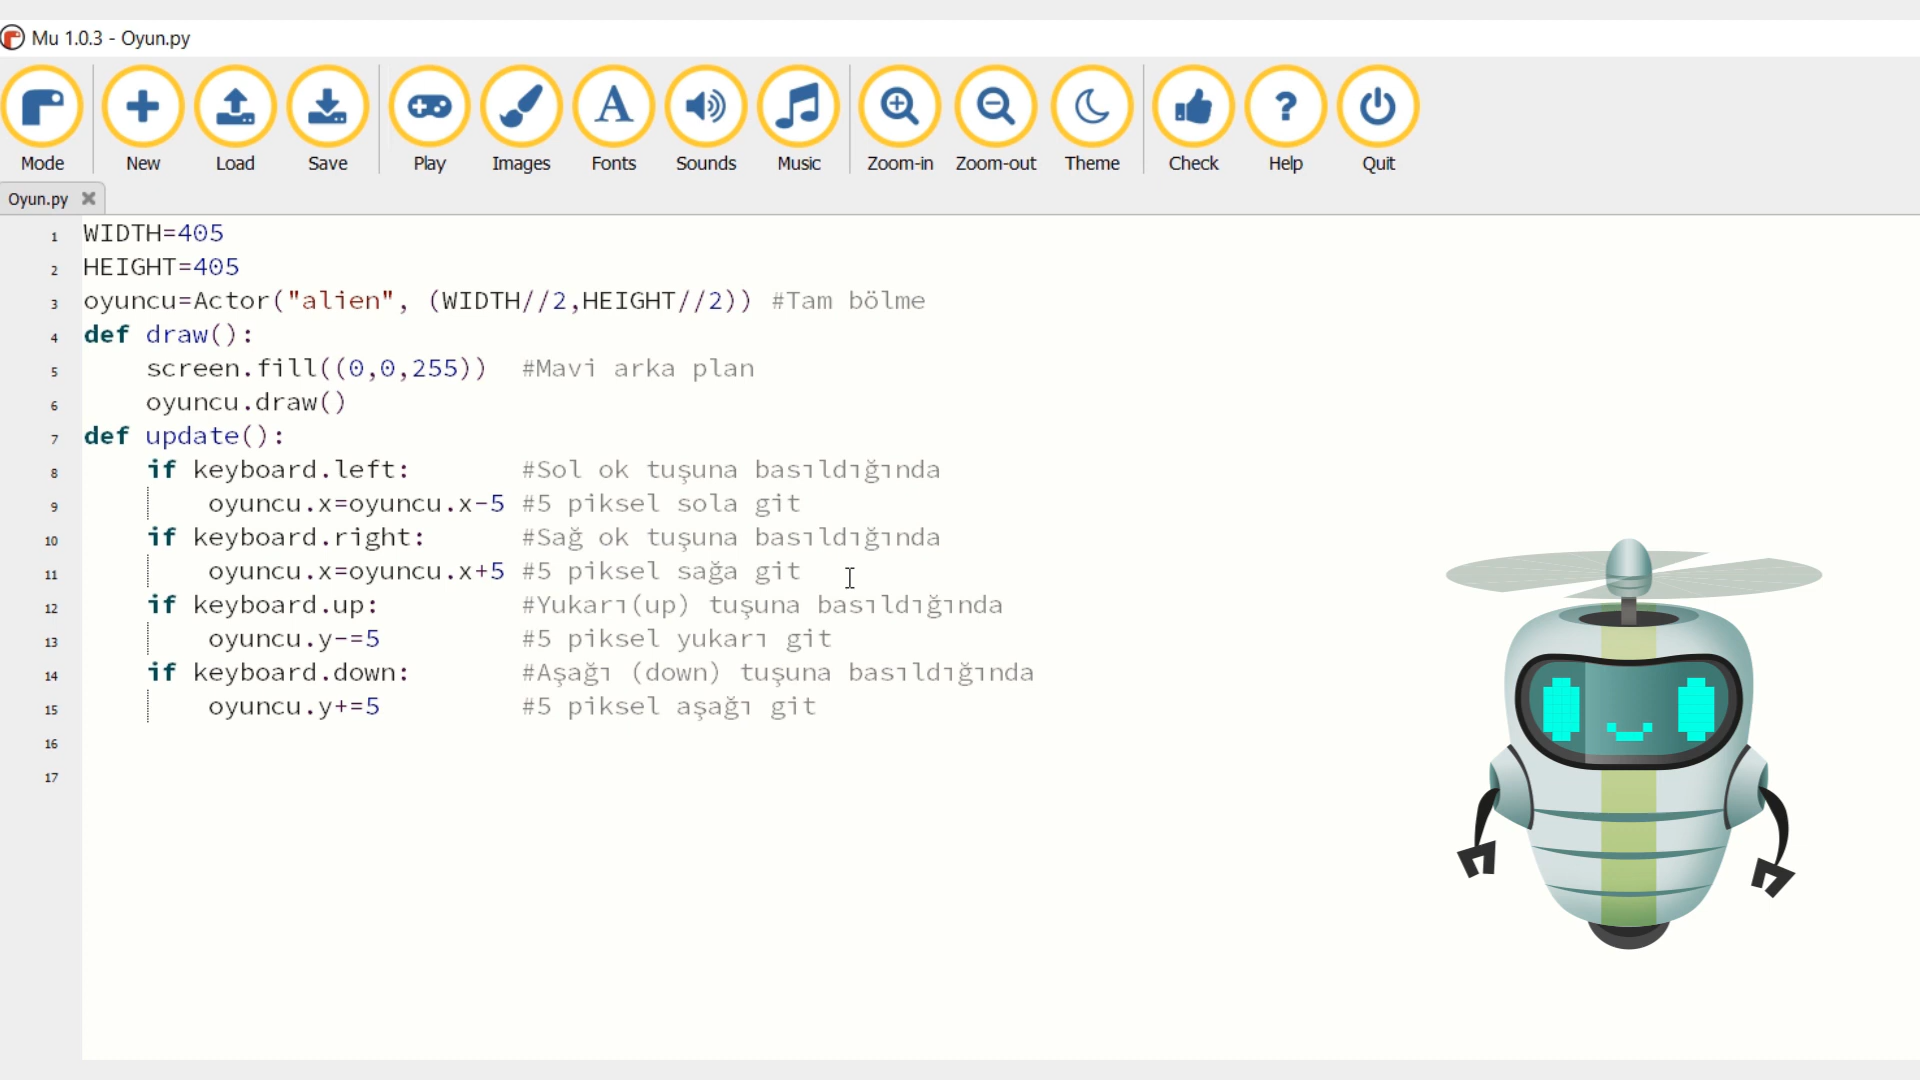 Mu 1.0.3 - Oyun.py
Mode New Load Save Play Images Fonts Sounds Music Zoom-in Zoom-out Theme Check Help Quit
Oyun.py
1 WIDTH=405
2 HEIGHT=405
3 oyuncu=Actor("alien", (WIDTH//2,HEIGHT//2)) #Tam bölme
4 def draw():
5 screen.fill((0,0,255)) #Mavi arka plan
6 oyuncu.draw()
7 def update():
8 if keyboard.left: #Sol ok tuşuna basıldığında
9 oyuncu.x=oyuncu.x-5 #5 piksel sola git
10 if keyboard.right: #Sağ ok tuşuna basıldığında
11 oyuncu.x=oyuncu.x+5 #5 piksel sağa git
12 if keyboard.up: #Yukarı(up) tuşuna basıldığında
13 oyuncu.y-=5 #5 piksel yukarı git
14 if keyboard.down: #Aşağı (down) tuşuna basıldığında
15 oyuncu.y+=5 #5 piksel aşağı git
16
17